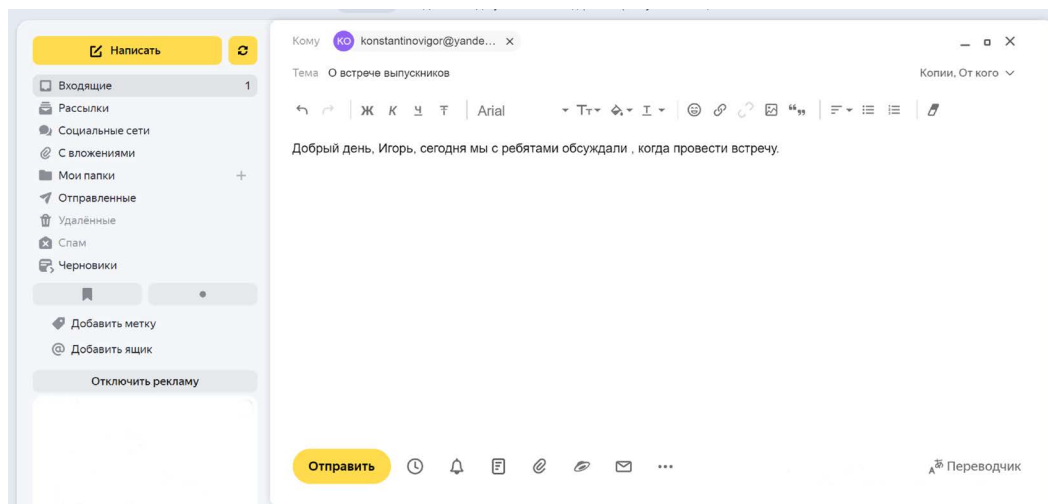 Написать
Кому KO konstantinovigor@yande... ×
Тема О встрече выпускников
Копии, От кого
Входящие 1
Рассылки
Социальные сети
С вложениями
Мои папки +
Отправленные
Удалённые
Спам
Черновики
Добавить метку
Добавить ящик
Отключить рекламу
Ж К Ч Т Arial Тт Т
Добрый день, Игорь, сегодня мы с ребятами обсуждали , когда провести встречу.
Отправить
Переводчик